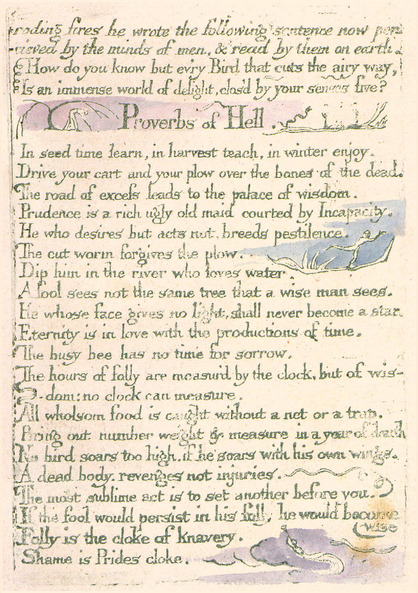 -roding fires he wrote the following sentence now per-
-cieved by the minds of men, & read by them on earth.
How do you know but ev'ry Bird that cuts the airy way,
Is an immense world of delight, clos'd by your senses five?
Proverbs of Hell.
In seed time learn, in harvest teach, in winter enjoy.
Drive your cart and your plow over the bones of the dead.
The road of excess leads to the palace of wisdom.
Prudence is a rich ugly old maid courted by Incapacity.
He who desires but acts not, breeds pestilence.
The cut worm forgives the plow.
Dip him in the river who loves water.
A fool sees not the same tree that a wise man sees.
He whose face gives no light, shall never become a star.
Eternity is in love with the productions of time.
The busy bee has no time for sorrow.
The hours of folly are measur'd by the clock, but of wis-
-dom: no clock can measure.
All wholsom food is caught without a net or a trap.
Bring out number weight & measure in a year of dearth
No bird soars too high, if he soars with his own wings.
A dead body, revenges not injuries.
The most sublime act is to set another before you.
If the fool would persist in his folly he would become
wise
Folly is the cloke of knavery.
Shame is Prides cloke.